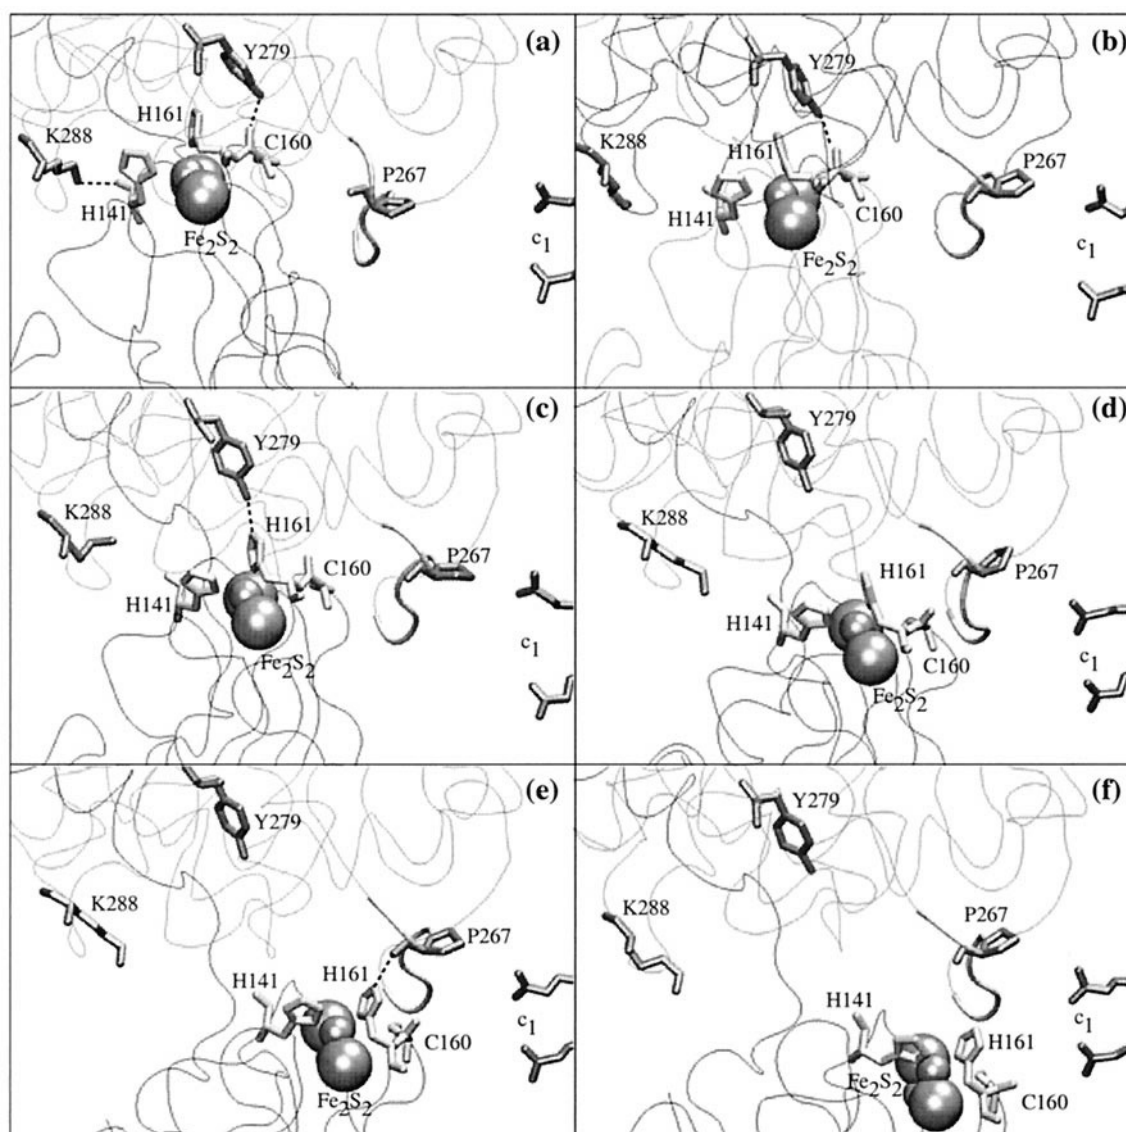 (a)
Y279
H161
K288
C160
P267
H141
Fe2S2
c1
(b)
Y279
K288
H161
P267
H141
C160
Fe2S2
c1
(c)
Y279
K288
H161
C160
P267
H141
Fe2S2
c1
(d)
Y279
K288
H161
P267
H141
C160
Fe2S2
c1
(e)
Y279
K288
P267
H141
H161
C160
Fe2S2
c1
(f)
Y279
K288
P267
H141
H161
Fe2S2
C160
c1